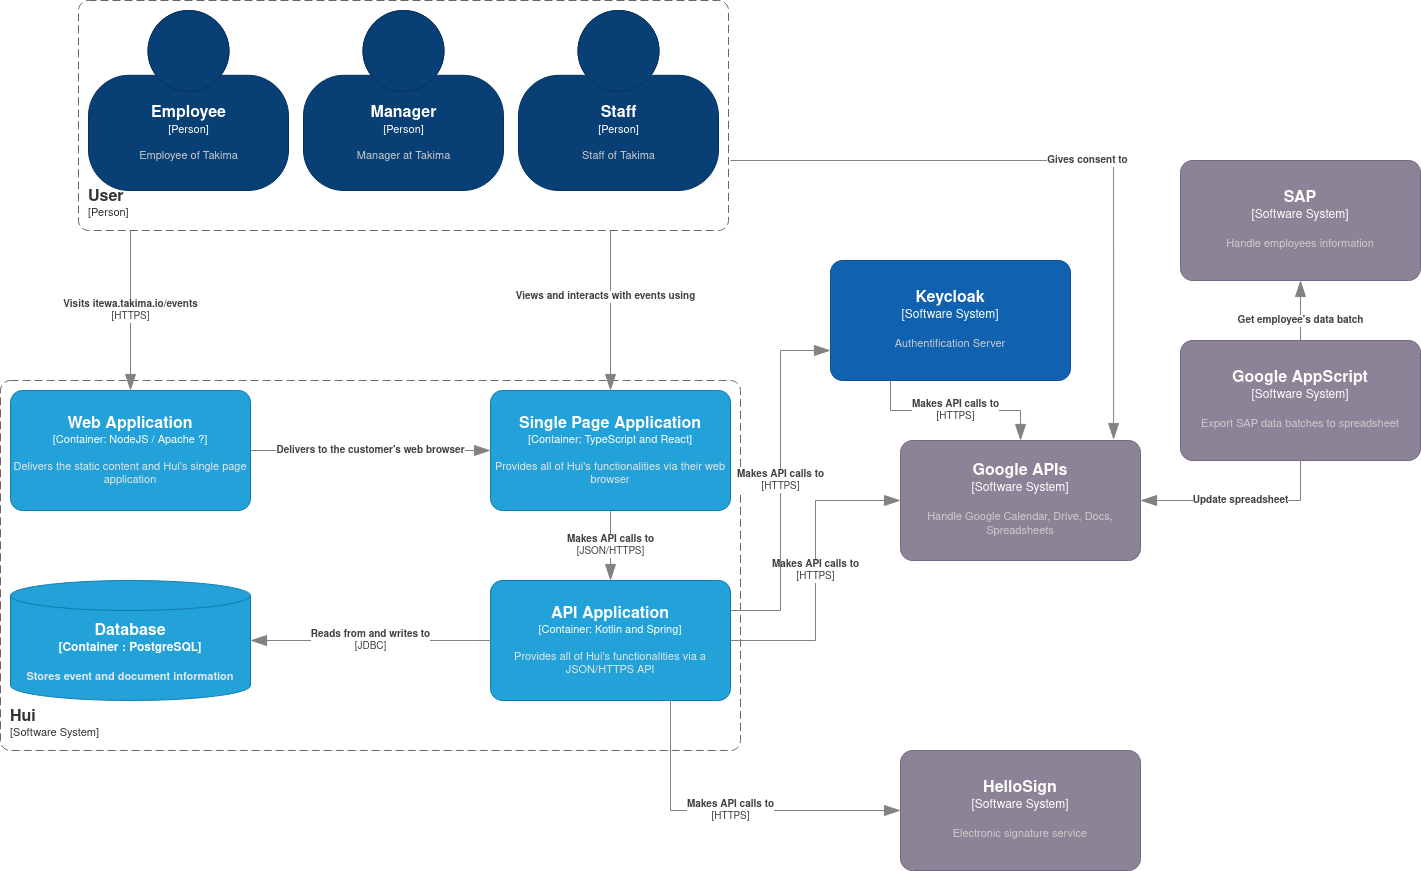 Employee
[Person]
Employee of Takima
Manager
[Person]
Manager at Takima
Staff
[Person]
Staff of Takima
User
[Person]
Gives consent to
SAP
[Software System]
Handle employees information
Visits itewa.takima.io/events
[HTTPS]
Views and interacts with events using
Keycloak
[Software System]
Authentification Server
Get employee's data batch
Google AppScript
[Software System]
Export SAP data batches to spreadsheet
Makes API calls to
[HTTPS]
Web Application
[Container: NodeJS / Apache ?]
Delivers the static content and Hui's single page
application
Delivers to the customer's web browser
Single Page Application
[Container: TypeScript and React]
Provides all of Hui's functionalities via their web
browser
Makes API calls to
[HTTPS]
Google APIs
[Software System]
Handle Google Calendar, Drive, Docs,
Spreadsheets
Update spreadsheet
Makes API calls to
[JSON/HTTPS]
Makes API calls to
[HTTPS]
Database
[Container : PostgreSQL]
Stores event and document information
Reads from and writes to
[JDBC]
API Application
[Container: Kotlin and Spring]
Provides all of Hui's functionalities via a
JSON/HTTPS API
Hui
[Software System]
Makes API calls to
[HTTPS]
HelloSign
[Software System]
Electronic signature service